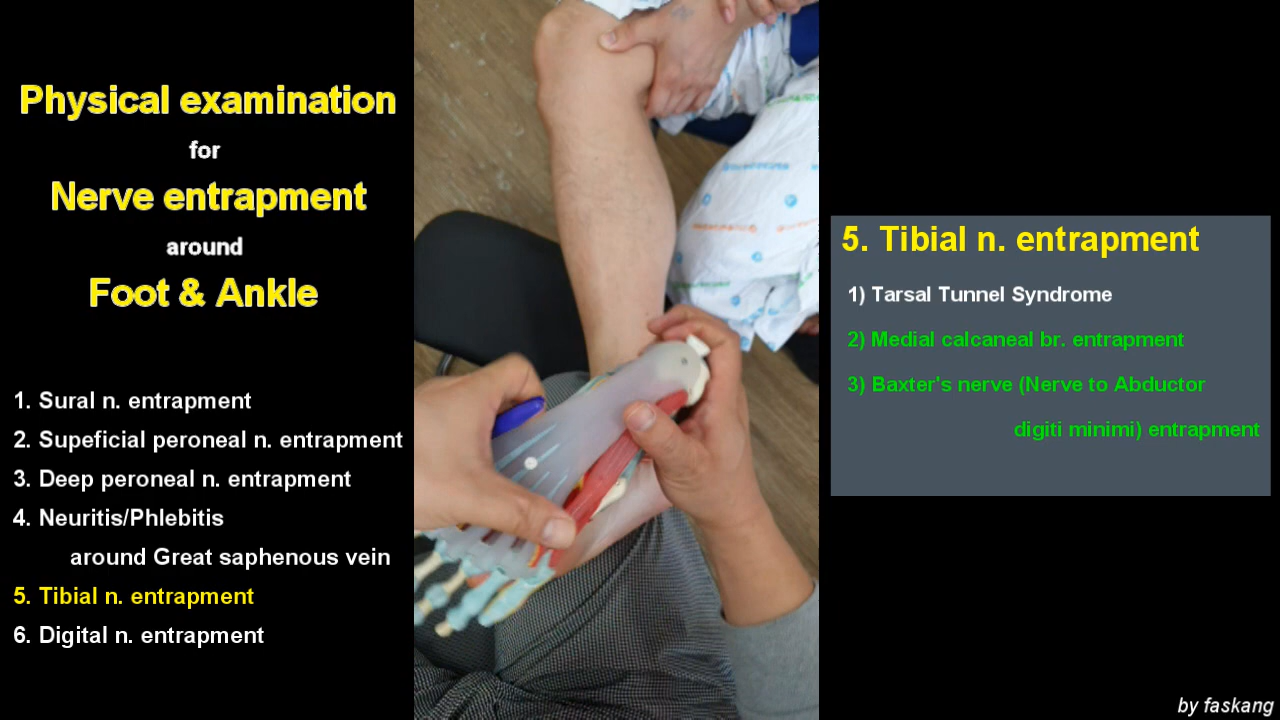 Physical examination
for
Nerve entrapment
around
Foot & Ankle
1. Sural n. entrapment
2. Supeficial peroneal n. entrapment
3. Deep peroneal n. entrapment
4. Neuritis/Phlebitis
around Great saphenous vein
5. Tibial n. entrapment
6. Digital n. entrapment
5. Tibial n. entrapment
1) Tarsal Tunnel Syndrome
2) Medial calcaneal br. entrapment
3) Baxter's nerve (Nerve to Abductor
digiti minimi) entrapment
by faskang